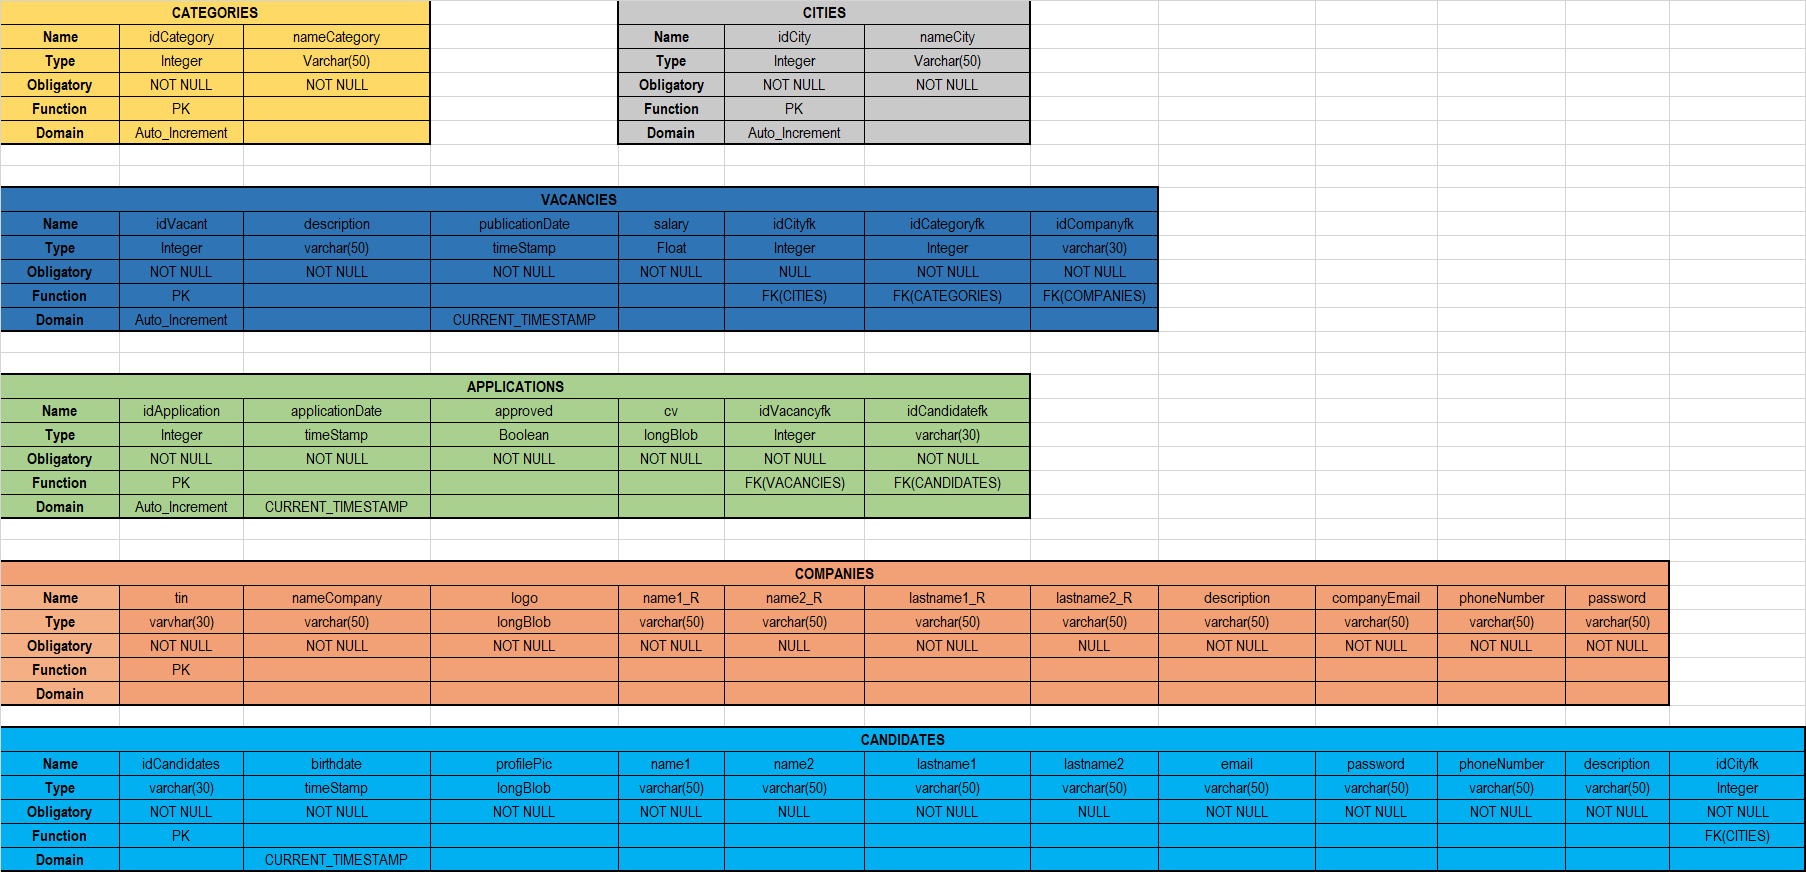 CATEGORIES CITIES
Name idCategory nameCategory Name idCity nameCity
Type Integer Varchar(50) Type Integer Varchar(50)
Obligatory NOT NULL NOT NULL Obligatory NOT NULL NOT NULL
Function PK Function PK
Domain Auto_Increment Domain Auto_Increment
VACANCIES
Name idVacant description publicationDate salary idCityfk idCategoryfk idCompanyfk
Type Integer varchar(50) timeStamp Float Integer Integer varchar(30)
Obligatory NOT NULL NOT NULL NOT NULL NOT NULL NULL NOT NULL NOT NULL
Function PK FK(CITIES) FK(CATEGORIES) FK(COMPANIES)
Domain Auto_Increment CURRENT_TIMESTAMP
APPLICATIONS
Name idApplication applicationDate approved cv idVacancyfk idCandidatefk
Type Integer timeStamp Boolean longBlob Integer varchar(30)
Obligatory NOT NULL NOT NULL NOT NULL NOT NULL NOT NULL NOT NULL
Function PK FK(VACANCIES) FK(CANDIDATES)
Domain Auto_Increment CURRENT_TIMESTAMP
COMPANIES
Name tin nameCompany logo name1_R name2_R lastname1_R lastname2_R description companyEmail phoneNumber password
Type varvhar(30) varchar(50) longBlob varchar(50) varchar(50) varchar(50) varchar(50) varchar(50) varchar(50) varchar(50) varchar(50)
Obligatory NOT NULL NOT NULL NOT NULL NOT NULL NULL NOT NULL NULL NOT NULL NOT NULL NOT NULL NOT NULL
Function PK
Domain
CANDIDATES
Name idCandidates birthdate profilePic name1 name2 lastname1 lastname2 email password phoneNumber description idCityfk
Type varchar(30) timeStamp longBlob varchar(50) varchar(50) varchar(50) varchar(50) varchar(50) varchar(50) varchar(50) varchar(50) Integer
Obligatory NOT NULL NOT NULL NOT NULL NOT NULL NULL NOT NULL NULL NOT NULL NOT NULL NOT NULL NOT NULL NOT NULL
Function PK FK(CITIES)
Domain CURRENT_TIMESTAMP